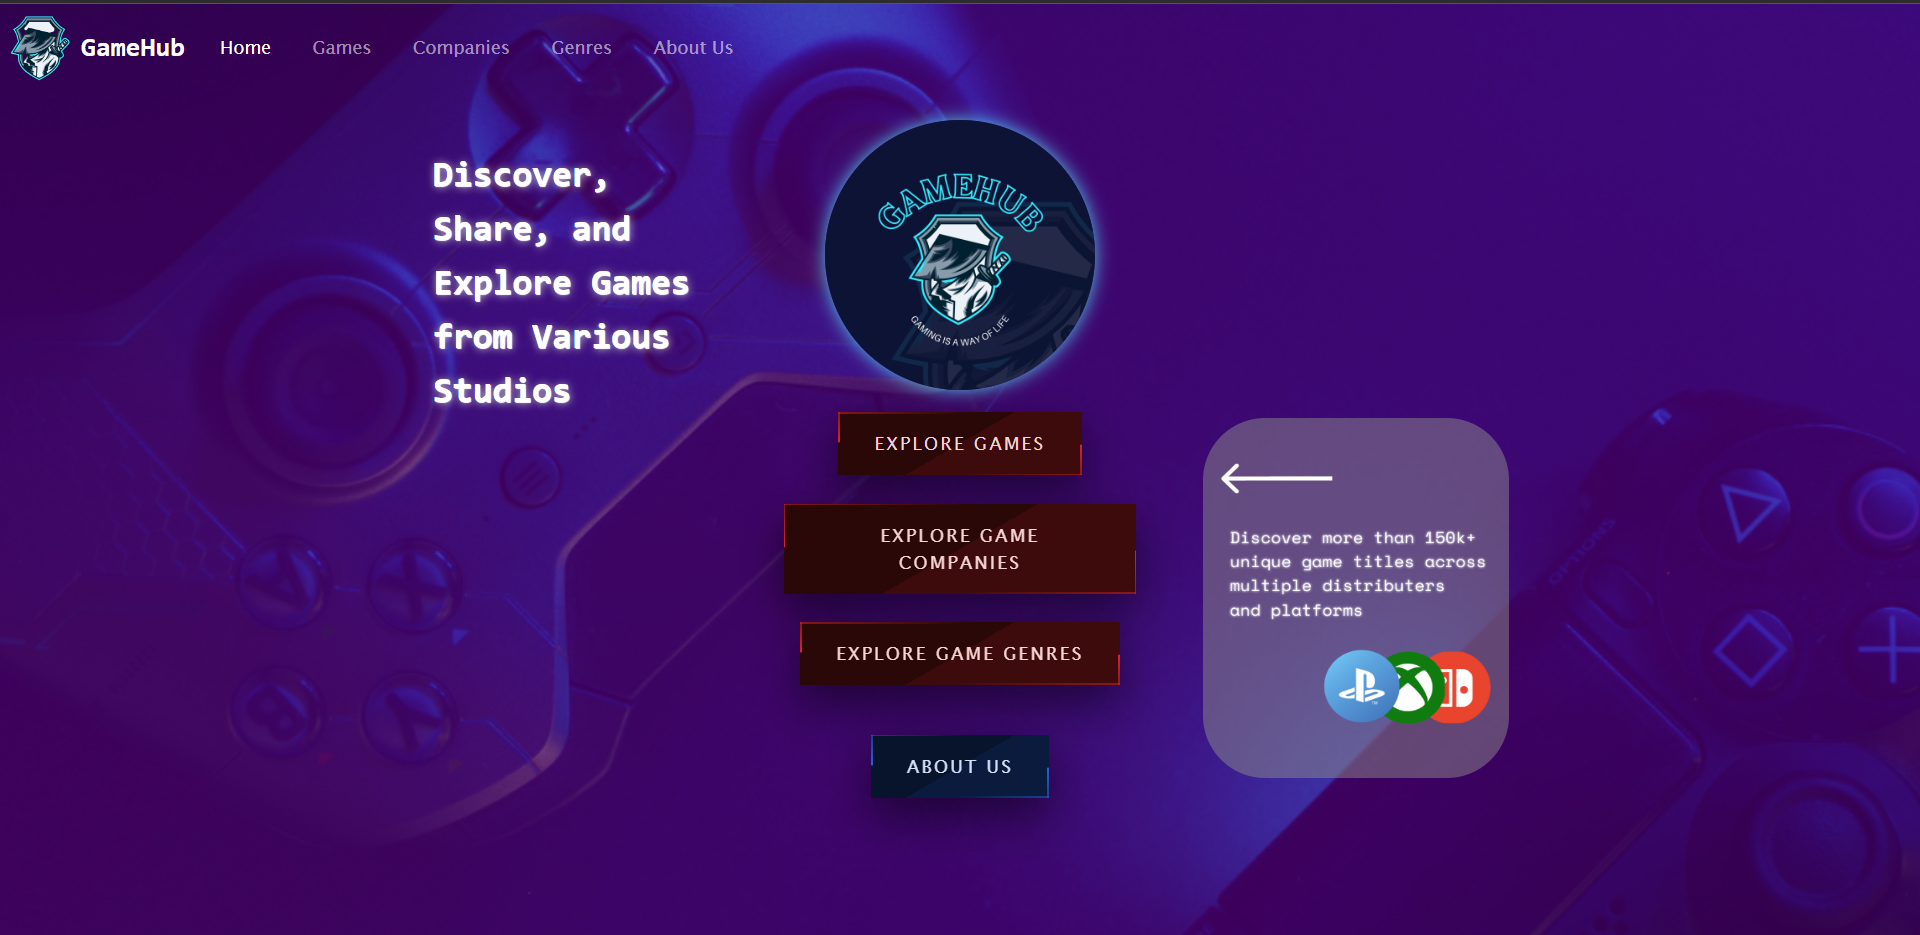 GameHub
Home
Games
Companies
Genres
About Us
Discover,
Share, and
Explore Games
from Various
Studios
GAMEHUB
GAMING IS A WAY OF LIFE
EXPLORE GAMES
EXPLORE GAME
COMPANIES
EXPLORE GAME GENRES
ABOUT US
Discover more than 150k+
unique game titles across
multiple distributers
and platforms
OPTIONS